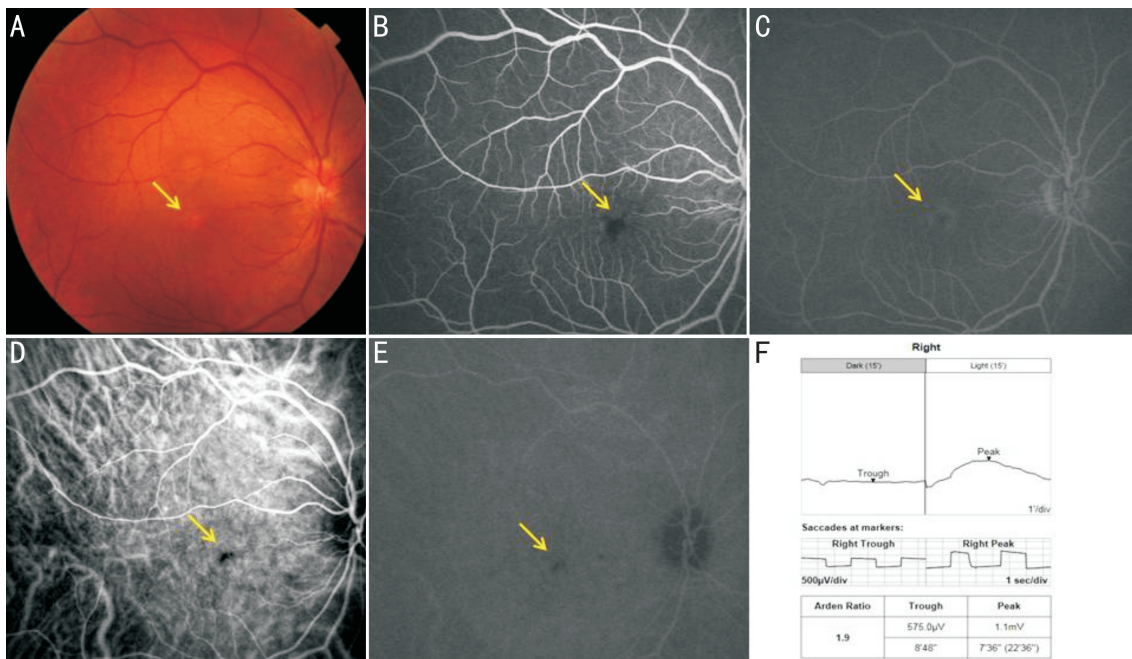 A
B
C
D
E
F
Right
Dark (15')
Light (15')
Trough
Peak
1'/div
Saccades at markers:
Right Trough
Right Peak
500µV/div
1 sec/div
Arden Ratio
Trough
Peak
1.9
575.0µV
1.1mV
8'48"
7'36" (22'36")